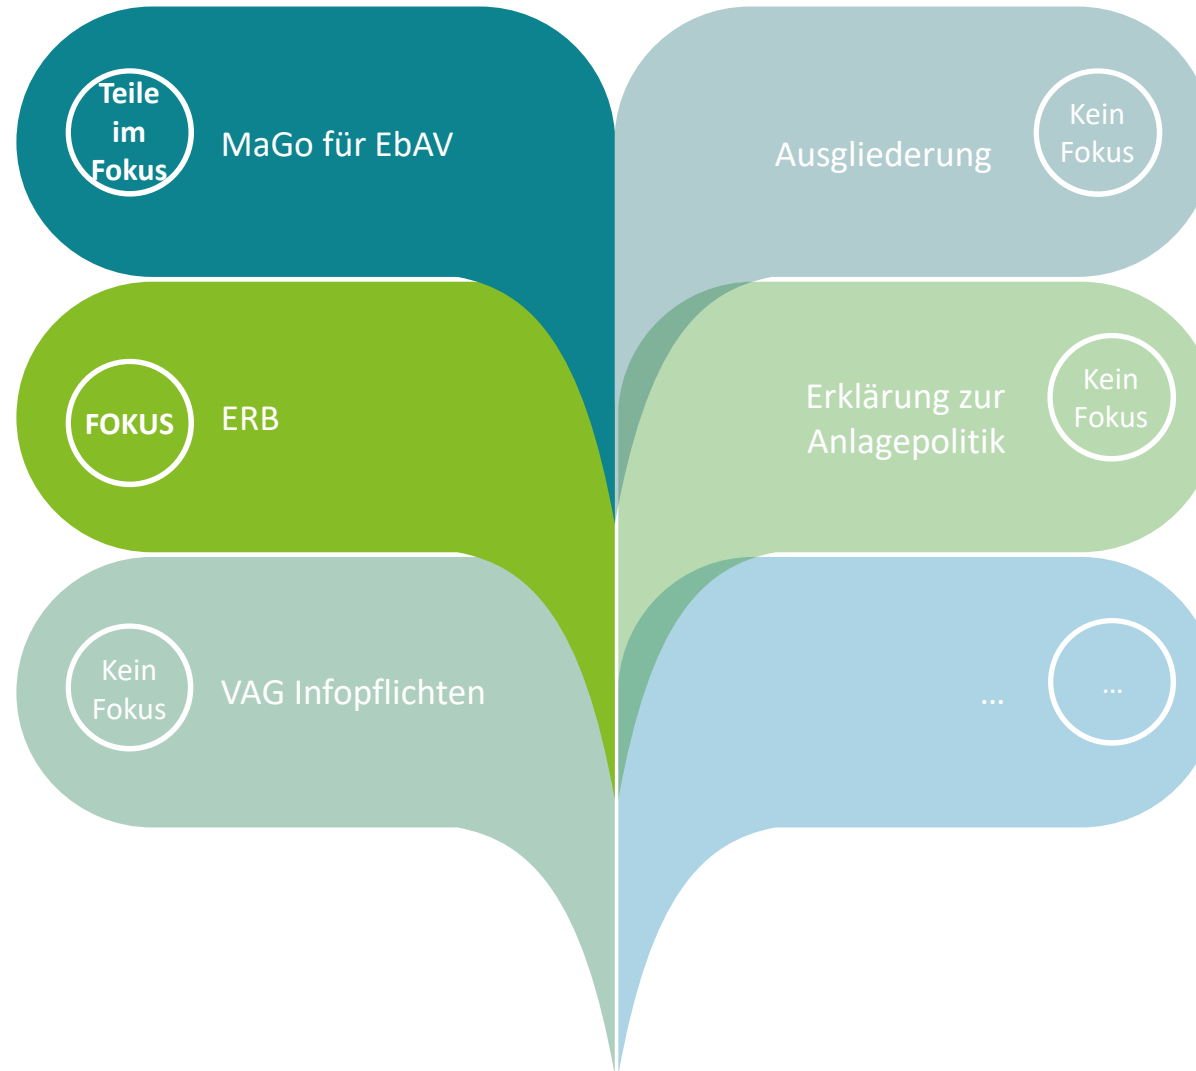 Teile
im
Fokus
MaGo für EbAV
Ausgliederung
Kein
Fokus
FOKUS
ERB
Erklärung zur
Anlagepolitik
Kein
Fokus
Kein
Fokus
VAG Infopflichten
...
...